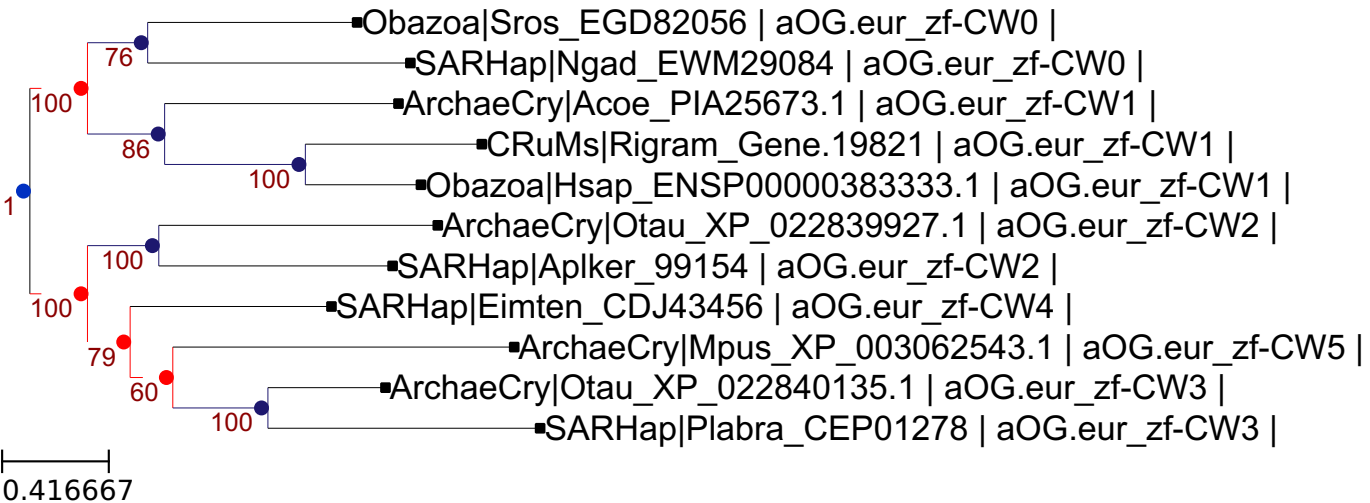 Obazoa|Sros_EGD82056 | aOG.eur_zf-CW0 |
76
SARHap|Ngad_EWM29084 | aOG.eur_zf-CW0 |
100
ArchaeCry|Acoe_PIA25673.1 | aOG.eur_zf-CW1 |
86
CRuMs|Rigram_Gene.19821 | aOG.eur_zf-CW1 |
100
Obazoa|Hsap_ENSP00000383333.1 | aOG.eur_zf-CW1 |
1
ArchaeCry|Otau_XP_022839927.1 | aOG.eur_zf-CW2 |
100
SARHap|Aplker_99154 | aOG.eur_zf-CW2 |
100
SARHap|Eimten_CDJ43456 | aOG.eur_zf-CW4 |
79
ArchaeCry|Mpus_XP_003062543.1 | aOG.eur_zf-CW5 |
60
ArchaeCry|Otau_XP_022840135.1 | aOG.eur_zf-CW3 |
100
SARHap|Plabra_CEP01278 | aOG.eur_zf-CW3 |
0.416667